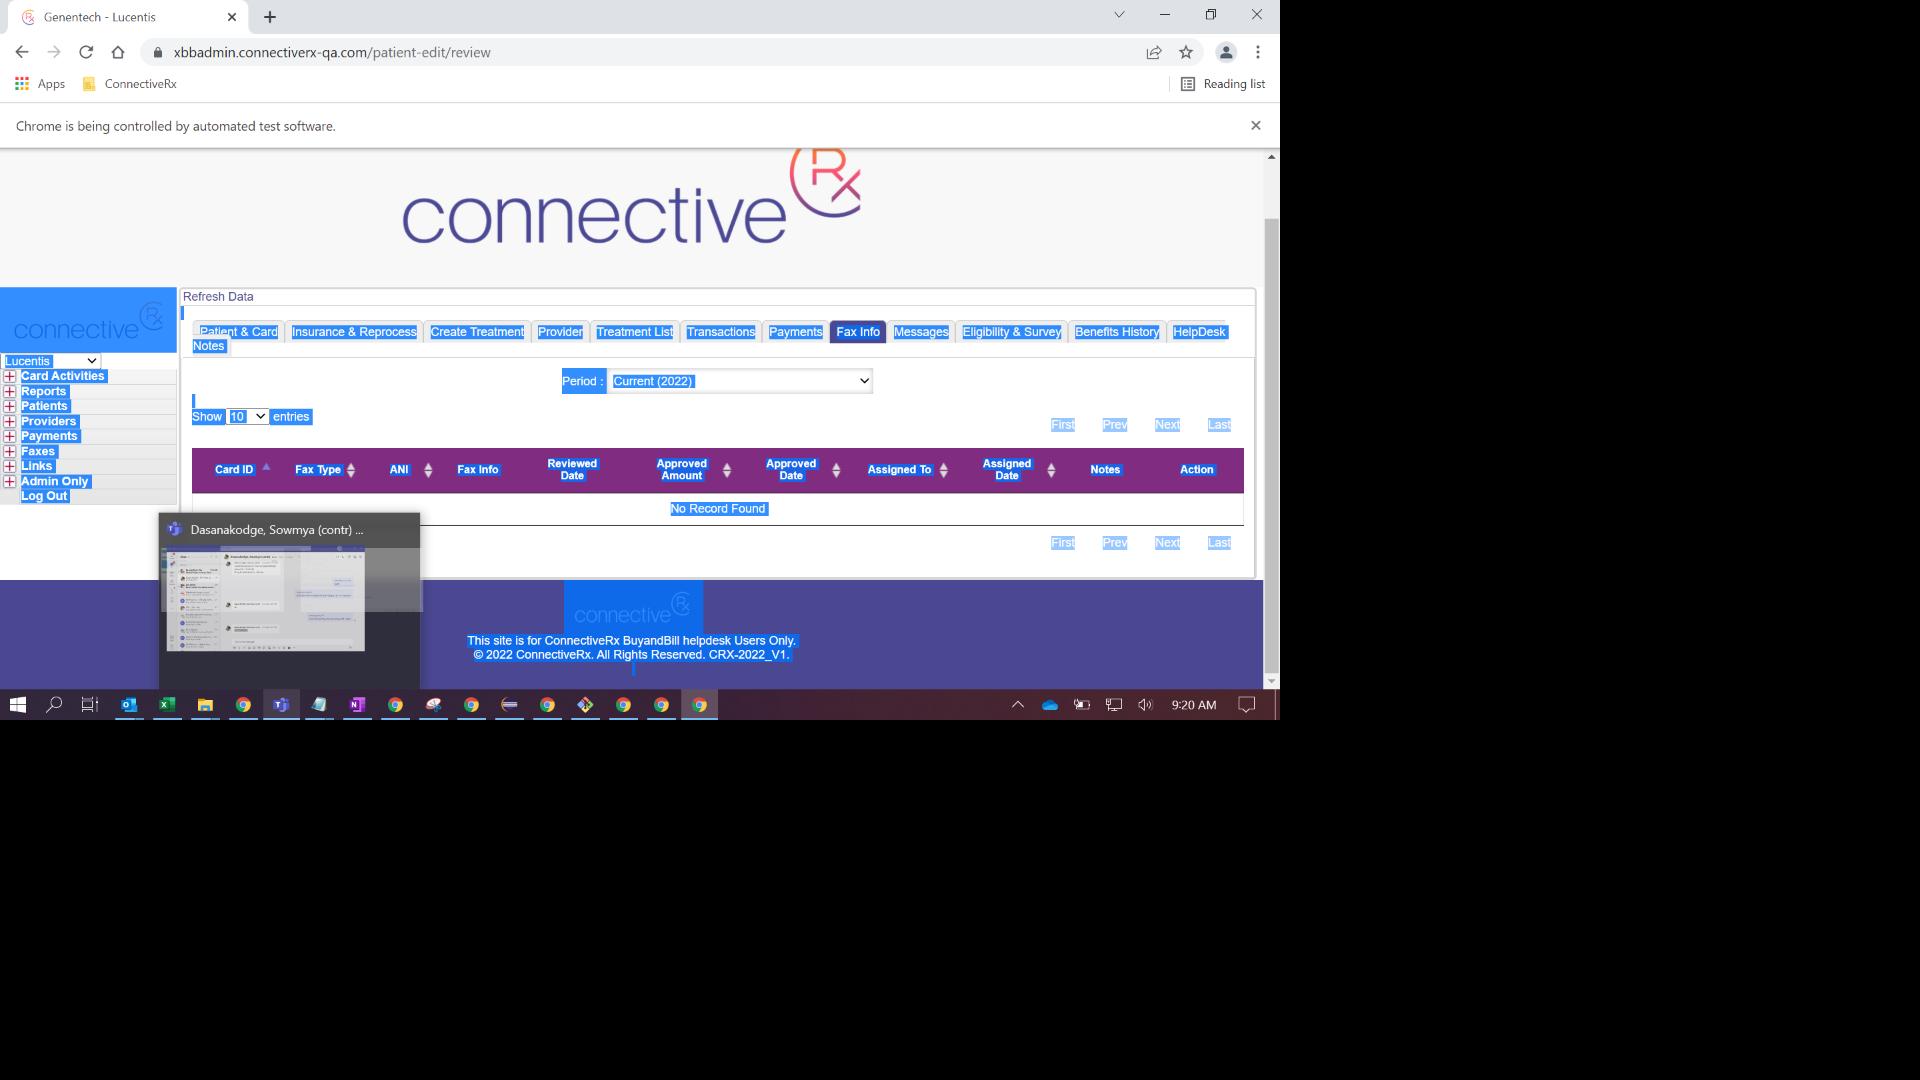 Genentech - Lucentis
xbbadmin.connectiverx-qa.com/patient-edit/review
Apps
ConnectiveRx
Reading list
Chrome is being controlled by automated test software.
connective Rx
connective Rx
Lucentis
Card Activities
Reports
Patients
Providers
Payments
Faxes
Links
Admin Only
Log Out
Refresh Data
Patient & Card Insurance & Reprocess Create Treatment Provider Treatment List Transactions Payments Fax Info Messages Eligibility & Survey Benefits History HelpDesk
Notes
Period : Current (2022)
Show 10 entries
First Prev Next Last
Card ID Fax Type ANI Fax Info Reviewed Date Approved Amount Approved Date Assigned To Assigned Date Notes Action
No Record Found
First Prev Next Last
Dasanakodge, Sowmya (contr) ...
connective Rx
This site is for ConnectiveRx BuyandBill helpdesk Users Only.
© 2022 ConnectiveRx. All Rights Reserved. CRX-2022_V1.
9:20 AM